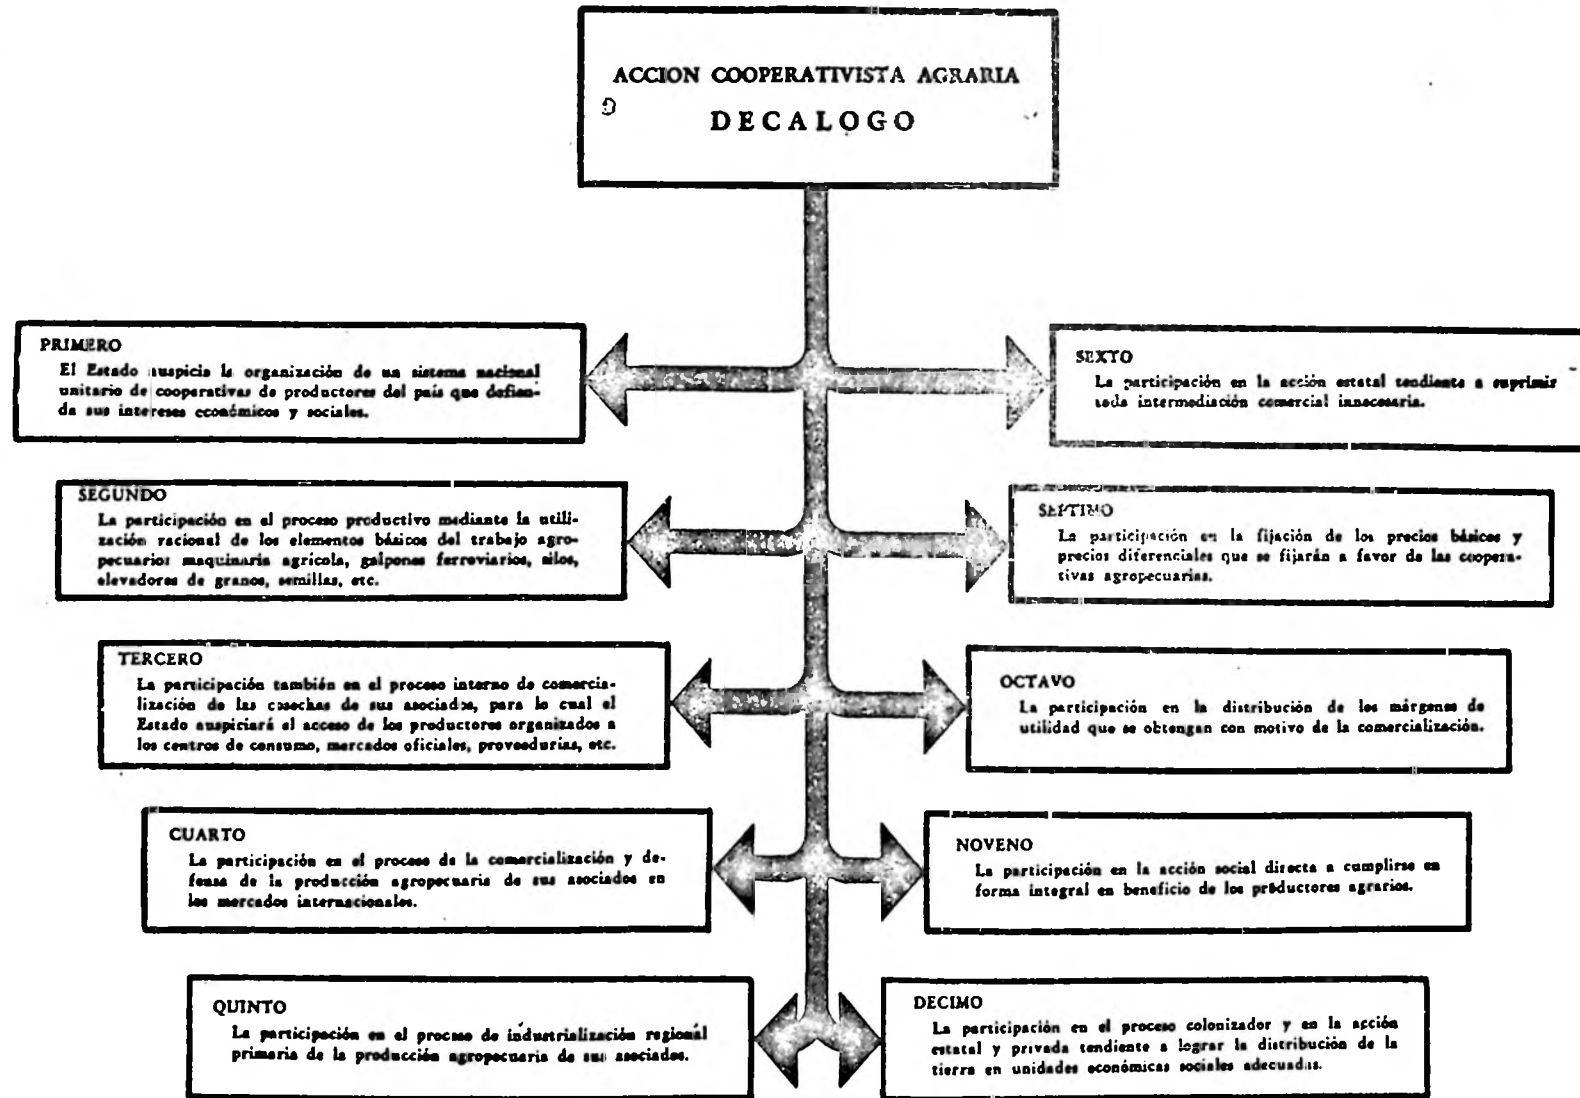 ACCION COOPERATIVISTA AGRARIA
DECALOGO
PRIMERO
El Estado auspicia la organización de un sistema nacional
unitario de cooperativas de productores del país que defien-
da sus intereses económicos y sociales.
SEGUNDO
La participación en el proceso productivo mediante la utili-
zación racional de los elementos básicos del trabajo agro-
pecuario: maquinaria agrícola, galpones ferroviarios, silos,
elevadores de granos, semillas, etc.
TERCERO
La participación también en el proceso interno de comercia-
lización de las cosechas de sus asociados, para lo cual el
Estado auspiciará el acceso de los productores organizados a
los centros de consumo, mercados oficiales, proveedurias, etc.
CUARTO
La participación en el proceso de la comercialización y de-
fensa de la producción agropecuaria de sus asociados en
los mercados internacionales.
QUINTO
La participación en el proceso de industrialización regional
primaria de la producción agropecuaria de sus asociados.
SEXTO
La participación en la acción estatal tendiente a suprimir
toda intermediación comercial innecesaria.
SEPTIMO
La participación en la fijación de los precios básicos y
precios diferenciales que se fijarán a favor de las coopera-
tivas agropecuarias.
OCTAVO
La participación en la distribución de los márgenes de
utilidad que se obtengan con motivo de la comercialización.
NOVENO
La participación en la acción social directa a cumplirse en
forma integral en beneficio de los productores agrarios.
DECIMO
La participación en el proceso colonizador y en la acción
estatal y privada tendiente a lograr la distribución de la
tierra en unidades económicas sociales adecuadas.